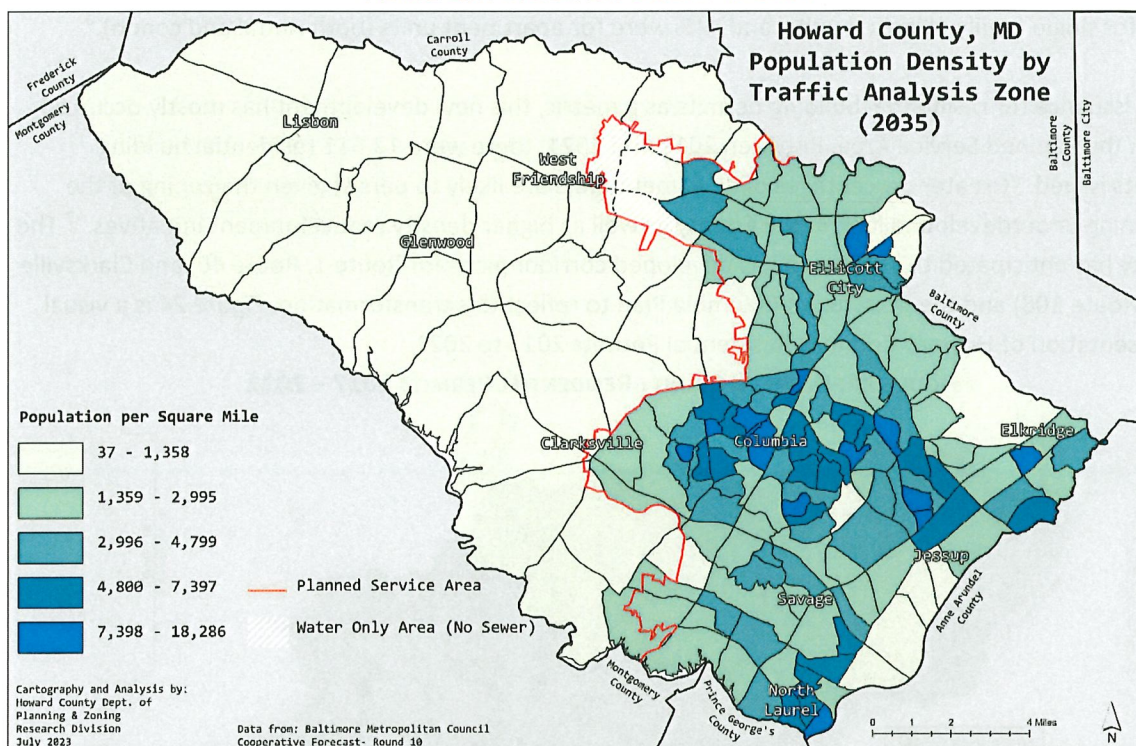 Howard County, MD
Population Density by
Traffic Analysis Zone
(2035)
Carroll
County
Frederick
County
Montgomery
County
Baltimore
County
Baltimore City
Lisbon
West
Friendship
Glenwood
Ellicott
City
Baltimore
County
Population per Square Mile
37 - 1,358
1,359 - 2,995
2,996 - 4,799
4,800 - 7,397
7,398 - 18,286
Planned Service Area
Water Only Area (No Sewer)
Clarksville
Columbia
Elkridge
Jessup
Savage
Anne Arundel
County
North
Laurel
Montgomery
County
Prince George's
County
Cartography and Analysis by:
Howard County Dept. of
Planning & Zoning
Research Division
July 2023
Data from: Baltimore Metropolitan Council
Cooperative Forecast- Round 10
0 2 4 Miles
N